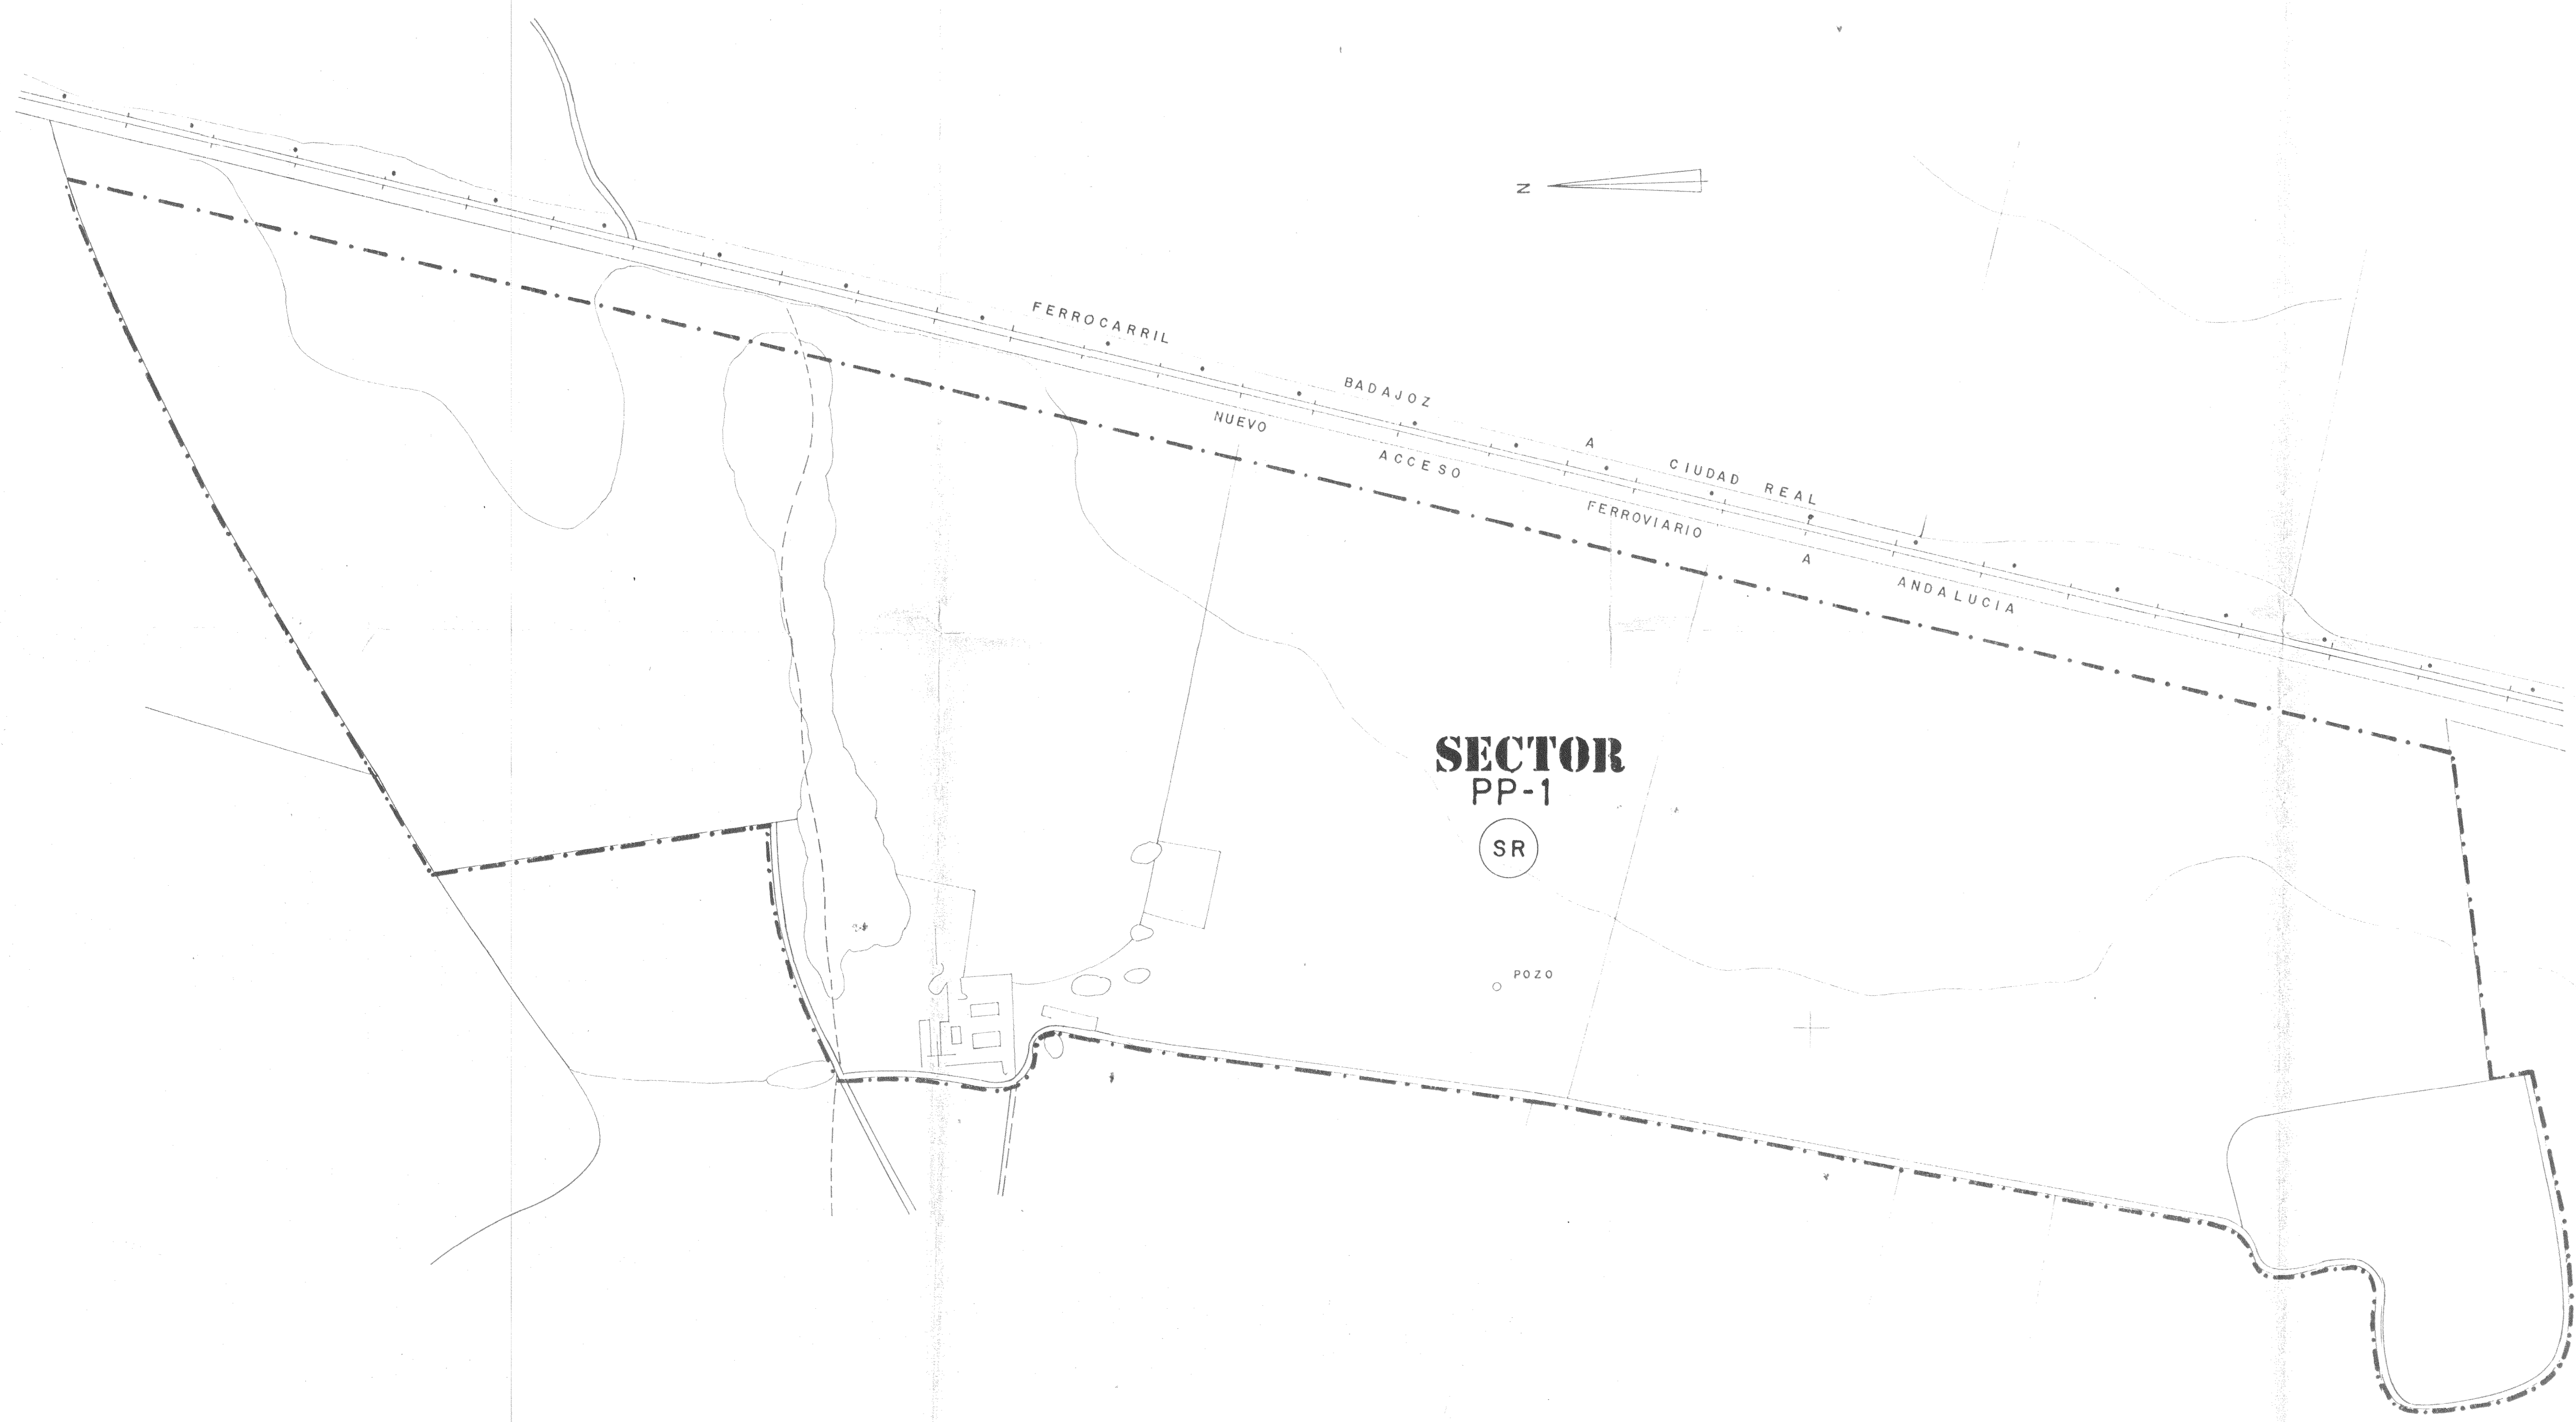 N
FERROCARRIL BADAJOZ A CIUDAD REAL
NUEVO ACCESO FERROVIARIO A ANDALUCIA
SECTOR
PP-1
SR
POZO